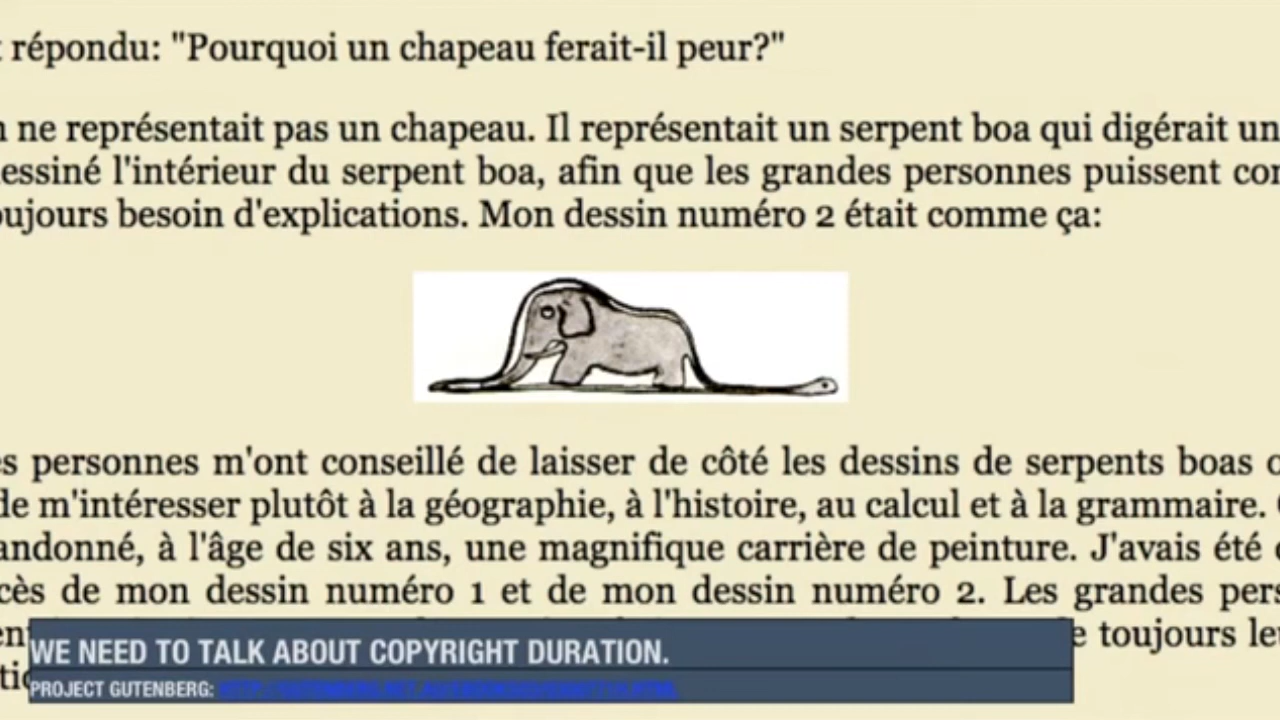 répondu: "Pourquoi un chapeau ferait-il peur?"
ne représentait pas un chapeau. Il représentait un serpent boa qui digérait un
essiné l'intérieur du serpent boa, afin que les grandes personnes puissent
oujours besoin d'explications. Mon dessin numéro 2 était comme ça:
personnes m'ont conseillé de laisser de côté les dessins de serpents boas
de m'intéresser plutôt à la géographie, à l'histoire, au calcul et à la grammaire.
andonné, à l'âge de six ans, une magnifique carrière de peinture. J'avais été
cès de mon dessin numéro 1 et de mon dessin numéro 2. Les grandes pers
toujours
WE NEED TO TALK ABOUT COPYRIGHT DURATION.
PROJECT GUTENBERG: